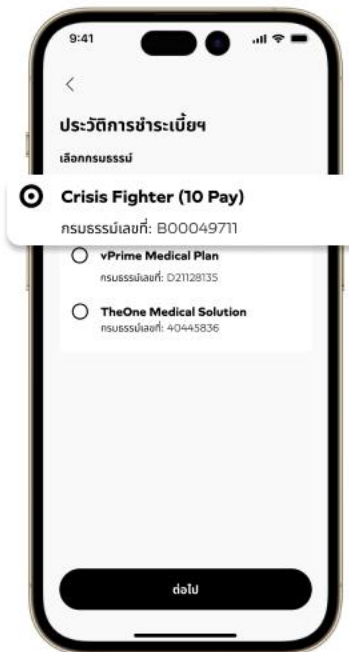 9:41
ประวัติการชำระเบี้ยฯ
เลือกกรมธรรม์
Crisis Fighter (10 Pay)
กรมธรรม์เลขที่: B00049711
vPrime Medical Plan
กรมธรรม์เลขที่: D21128135
TheOne Medical Solution
กรมธรรม์เลขที่: 40445836
ต่อไป